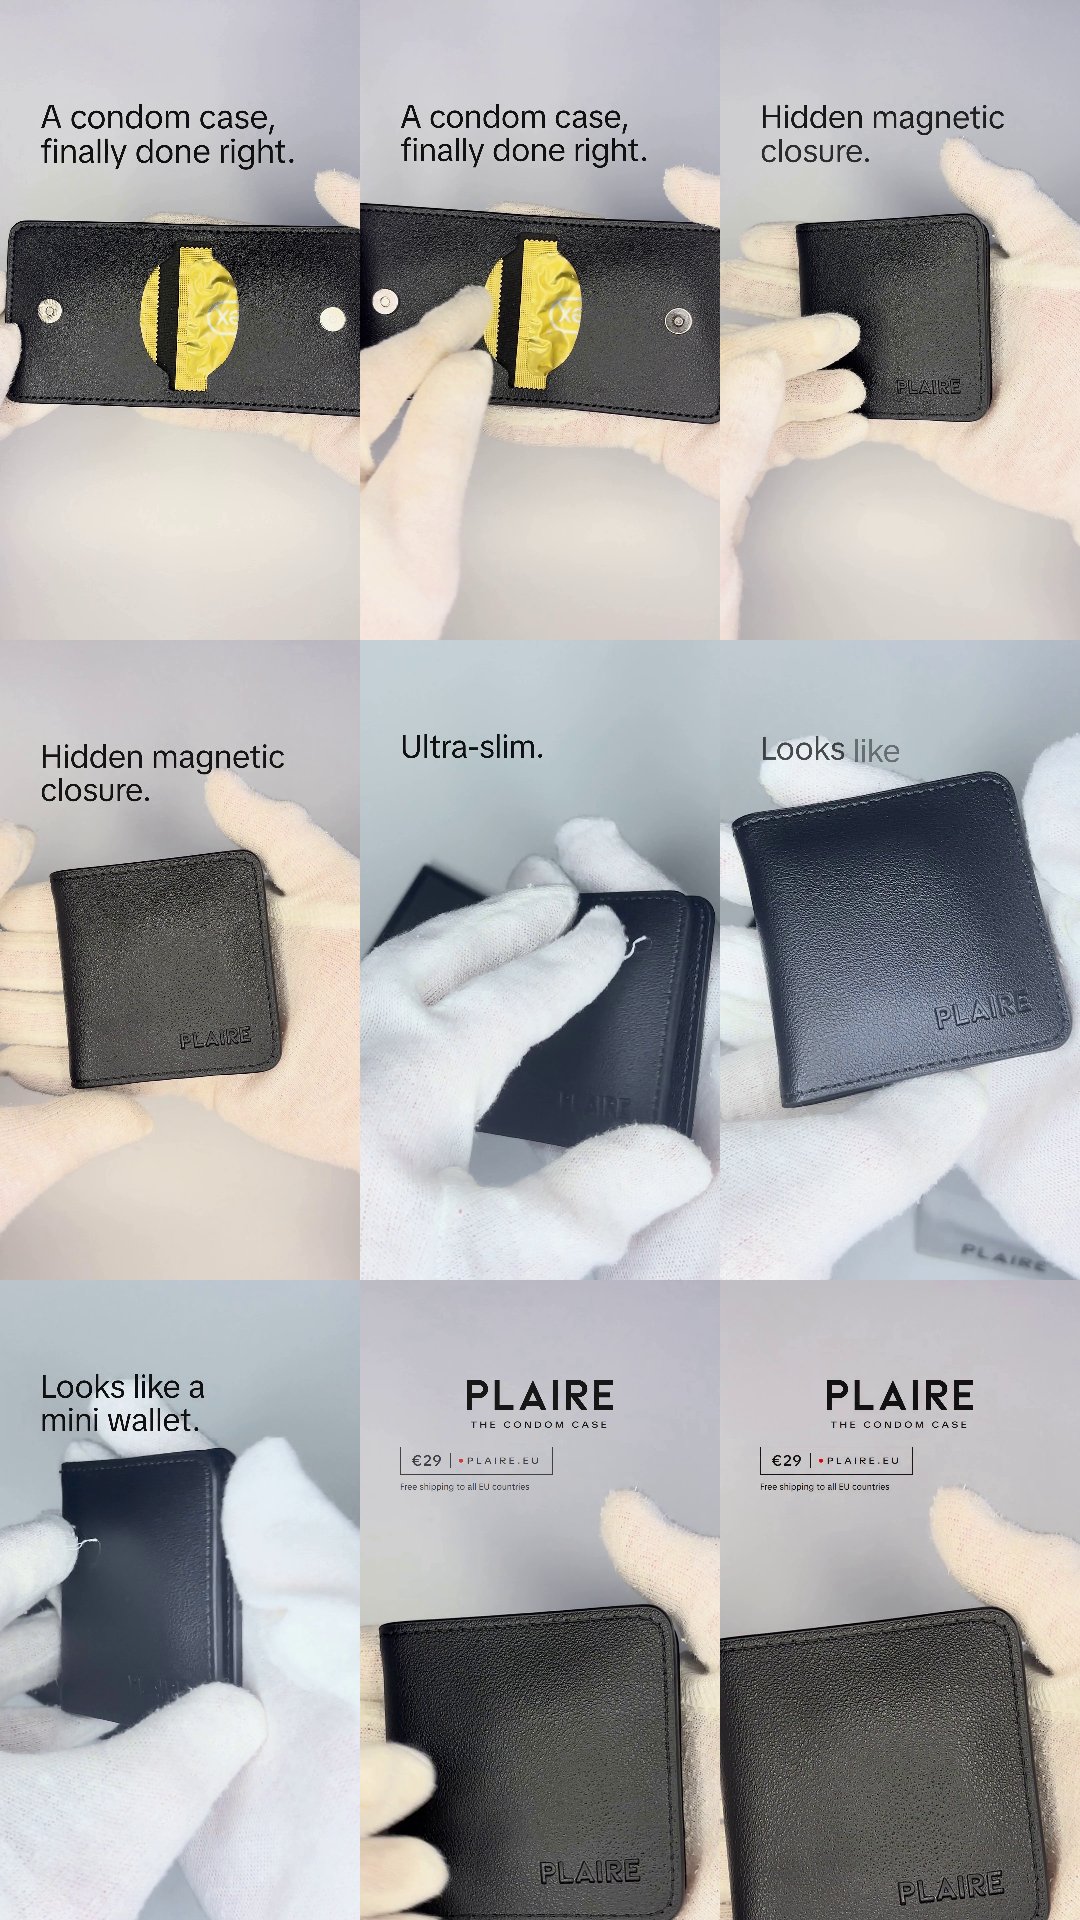 A condom case,
finally done right.
A condom case,
finally done right.
Hidden magnetic
closure.
PLAIRE
Hidden magnetic
closure.
PLAIRE
Ultra-slim.
PLAIRE
Looks like
PLAIRE
PLAIRE
Looks like a
mini wallet.
PLAIRE
THE CONDOM CASE
€29 | PLAIRE.EU
Free shipping to all EU countries
PLAIRE
PLAIRE
THE CONDOM CASE
€29 | PLAIRE.EU
Free shipping to all EU countries
PLAIRE